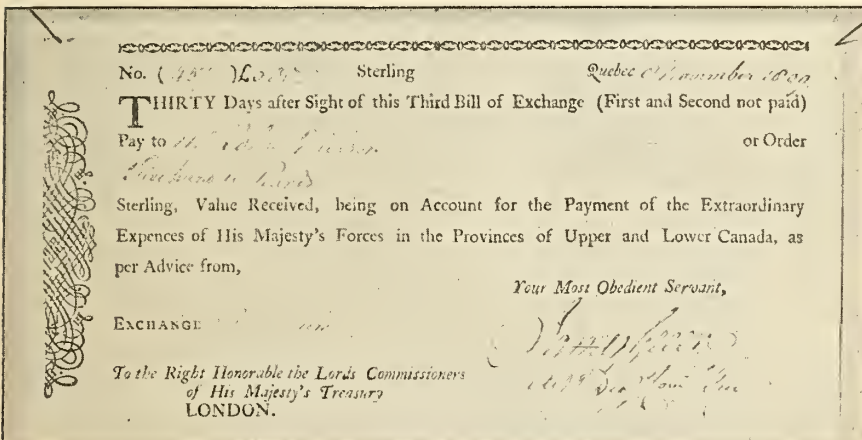 No. ( ) Sterling Quebec November
THIRTY Days after Sight of this Third Bill of Exchange (First and Second not paid)
Pay to or Order
Sterling, Value Received, being on Account for the Payment of the Extraordinary
Expences of His Majesty's Forces in the Provinces of Upper and Lower Canada, as
per Advice from,
Your Most Obedient Servant,
EXCHANGE
To the Right Honorable the Lords Commissioners
of His Majesty's Treasury
LONDON.